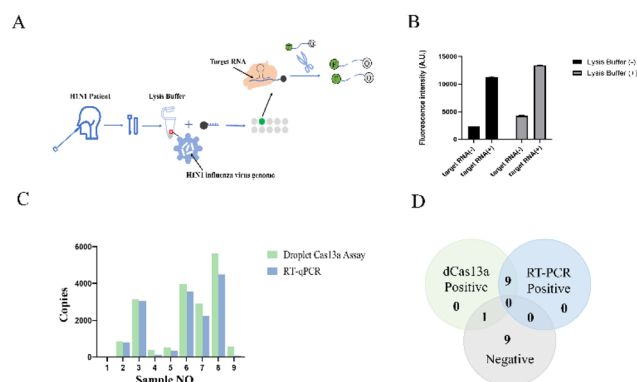 A
Target RNA
H1N1 Patient
Lysis Buffer
+
H1N1 influenza virus genome
B
Fluorescence intensity (A.U.)
15000
10000
5000
0
target RNA(-)
target RNA(+)
target RNA(-)
target RNA(+)
Lysis Buffer (-)
Lysis Buffer (+)
C
Copies
6000
4000
2000
0
1 2 3 4 5 6 7 8 9
Sample NO
Droplet Cas13a Assay
RT-qPCR
D
dCas13a
Positive
RT-PCR
Positive
9
0
0
0
1
0
9
Negative